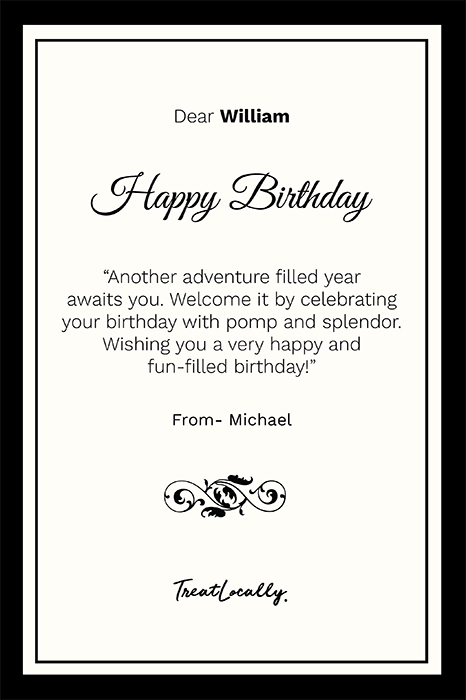 Dear William
Happy Birthday
“Another adventure filled year
awaits you. Welcome it by celebrating
your birthday with pomp and splendor.
Wishing you a very happy and
fun-filled birthday!”
From- Michael
TreatLocally.